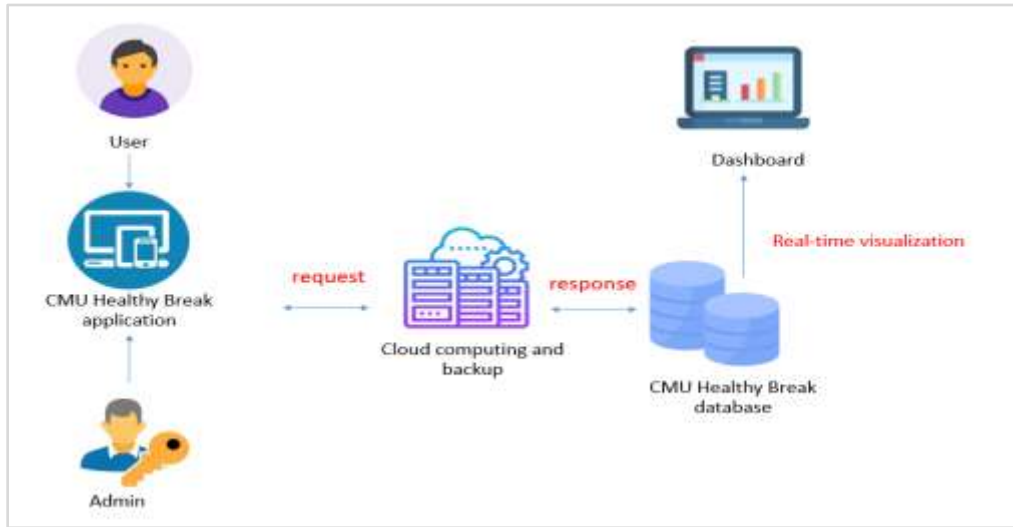 User
Dashboard
Real-time visualization
CMU Healthy Break
application
request
response
Cloud computing and
backup
CMU Healthy Break
database
Admin